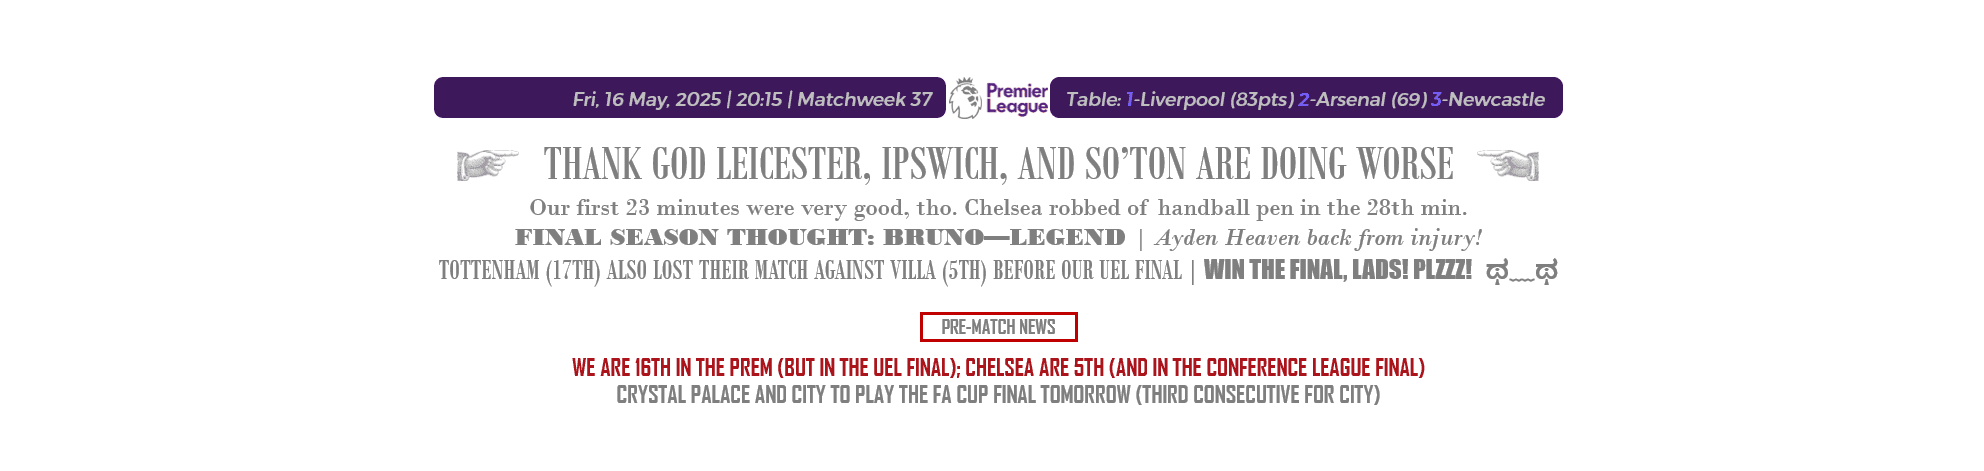 Fri, 16 May, 2025 | 20:15 | Matchweek 37 Premier League Table: 1-Liverpool (83pts) 2-Arsenal (69) 3-Newcastle
THANK GOD LEICESTER, IPSWICH, AND SO’TON ARE DOING WORSE
Our first 23 minutes were very good, tho. Chelsea robbed of handball pen in the 28th min.
FINAL SEASON THOUGHT: BRUNO—LEGEND | Ayden Heaven back from injury!
TOTTENHAM (17TH) ALSO LOST THEIR MATCH AGAINST VILLA (5TH) BEFORE OUR UEL FINAL | WIN THE FINAL, LADS! PLZZZ! ಥ﹏ಥ
PRE-MATCH NEWS
WE ARE 16TH IN THE PREM (BUT IN THE UEL FINAL); CHELSEA ARE 5TH (AND IN THE CONFERENCE LEAGUE FINAL)
CRYSTAL PALACE AND CITY TO PLAY THE FA CUP FINAL TOMORROW (THIRD CONSECUTIVE FOR CITY)